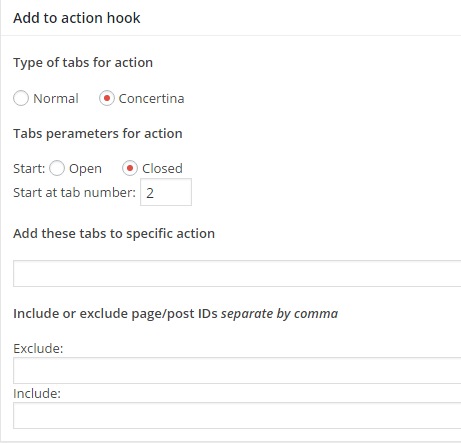 Add to action hook
Type of tabs for action
Normal Concertina
Tabs perameters for action
Start: Open Closed
Start at tab number: 2
Add these tabs to specific action
Include or exclude page/post IDs separate by comma
Exclude:
Include: